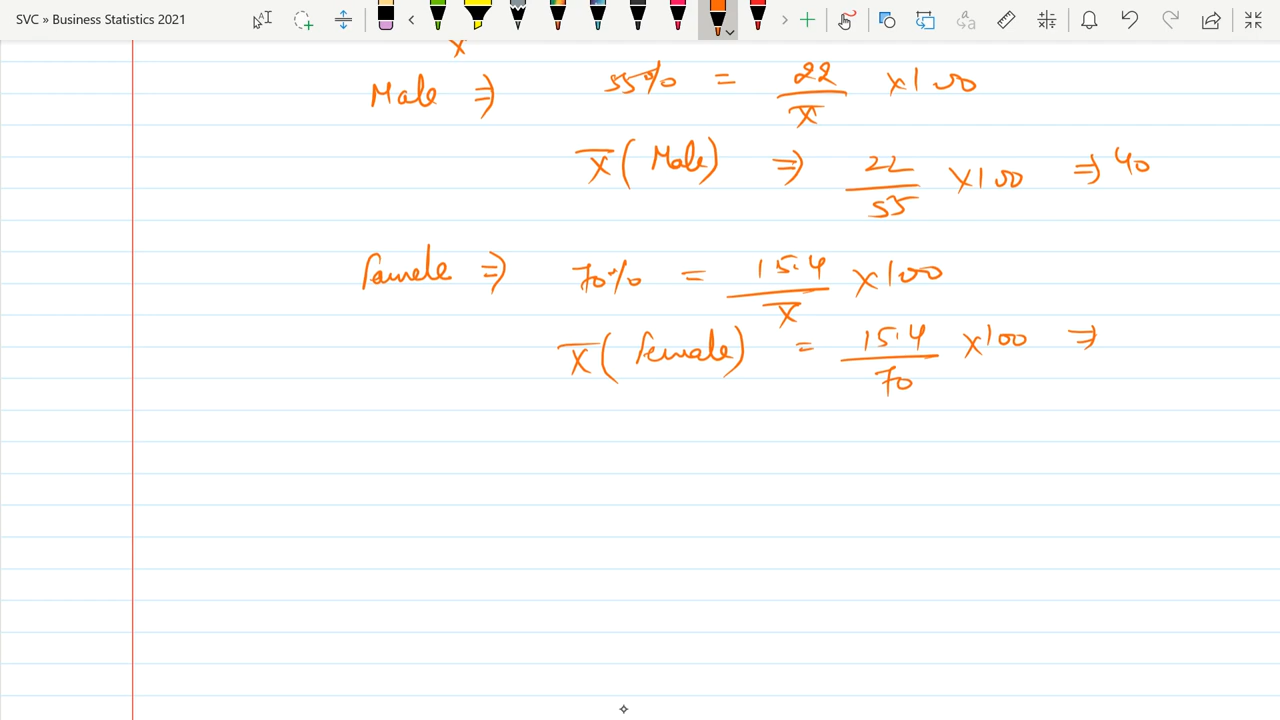 SVC » Business Statistics 2021
X
Male ⇒ 55% = 22/X̅ ×100
X̅ (Male) ⇒ 22/55 ×100 ⇒ 40
Famele ⇒ 70% = 15.4/X̅ ×100
X̅ (Female) = 15.4/70 ×100 ⇒